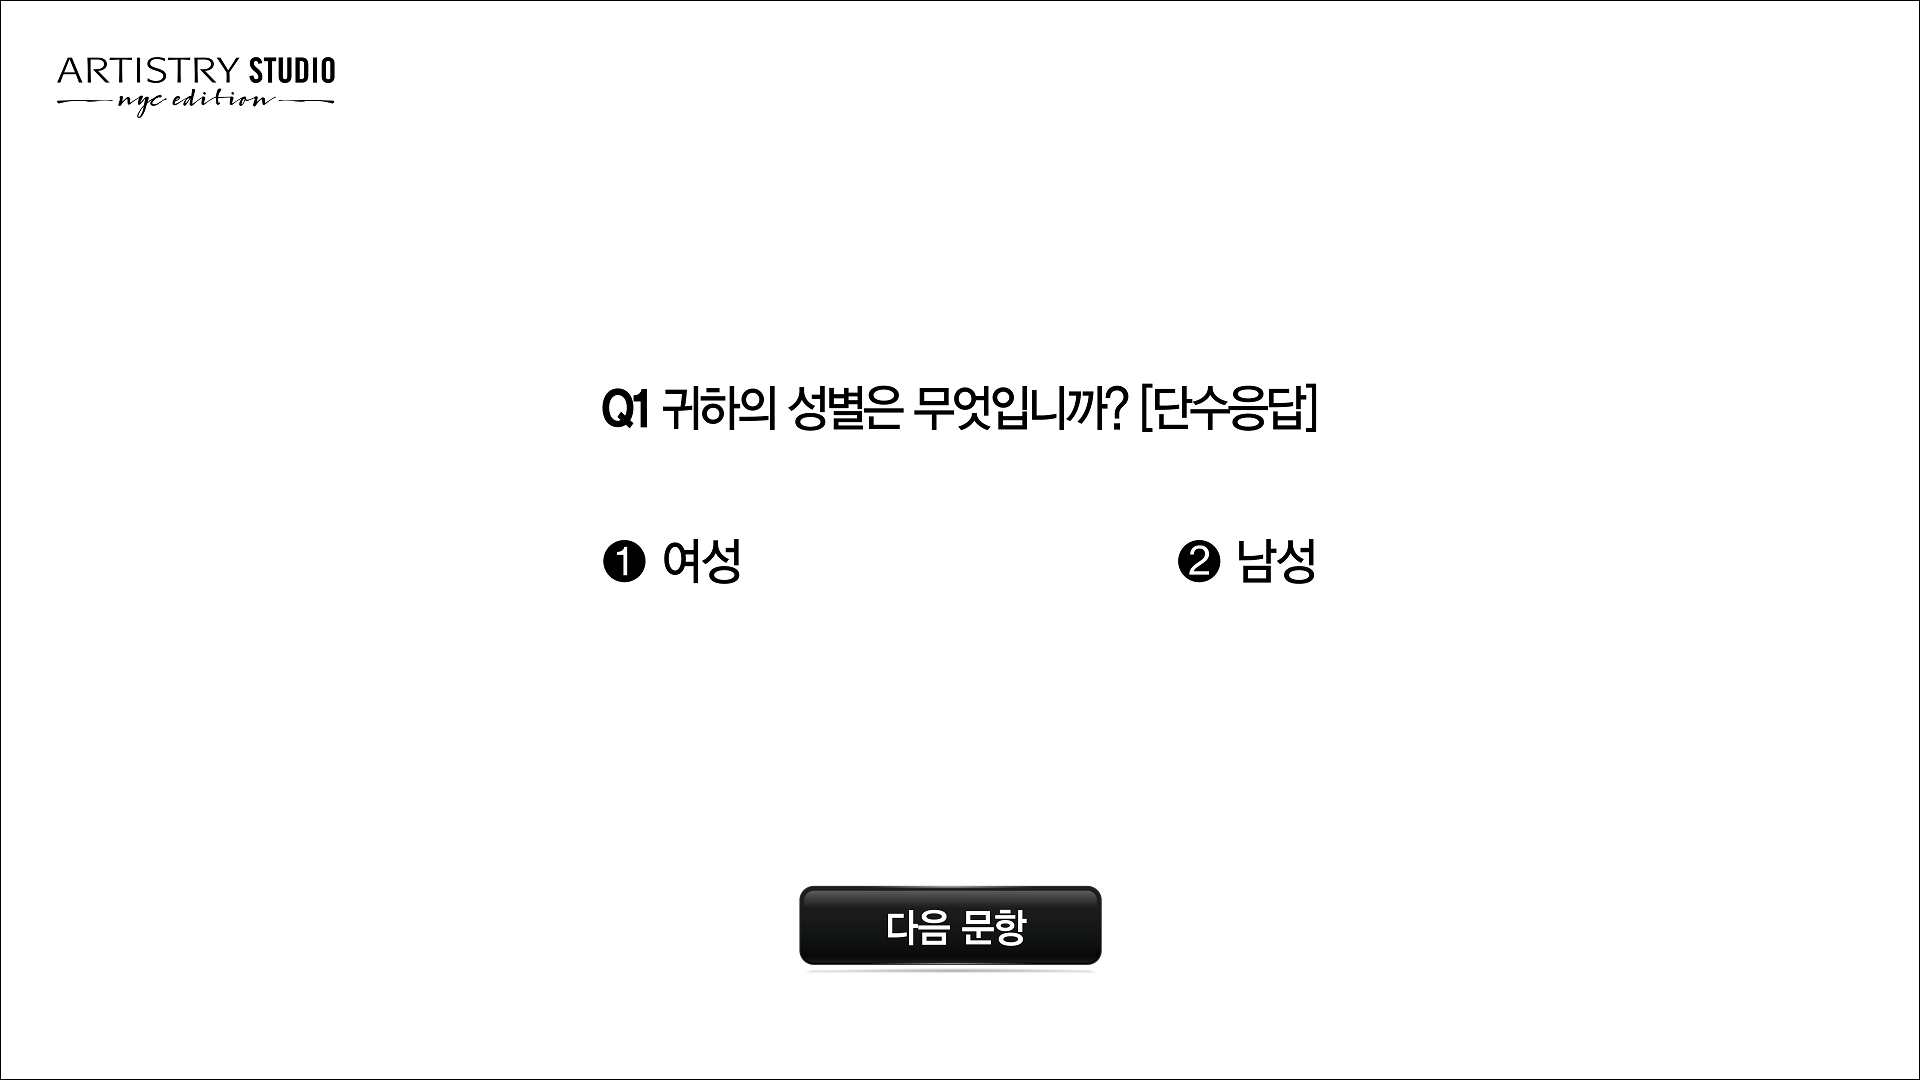 ARTISTRY STUDIO
nyc edition
Q1 귀하의 성별은 무엇입니까? [단수응답]
❶ 여성
❷ 남성
다음 문항